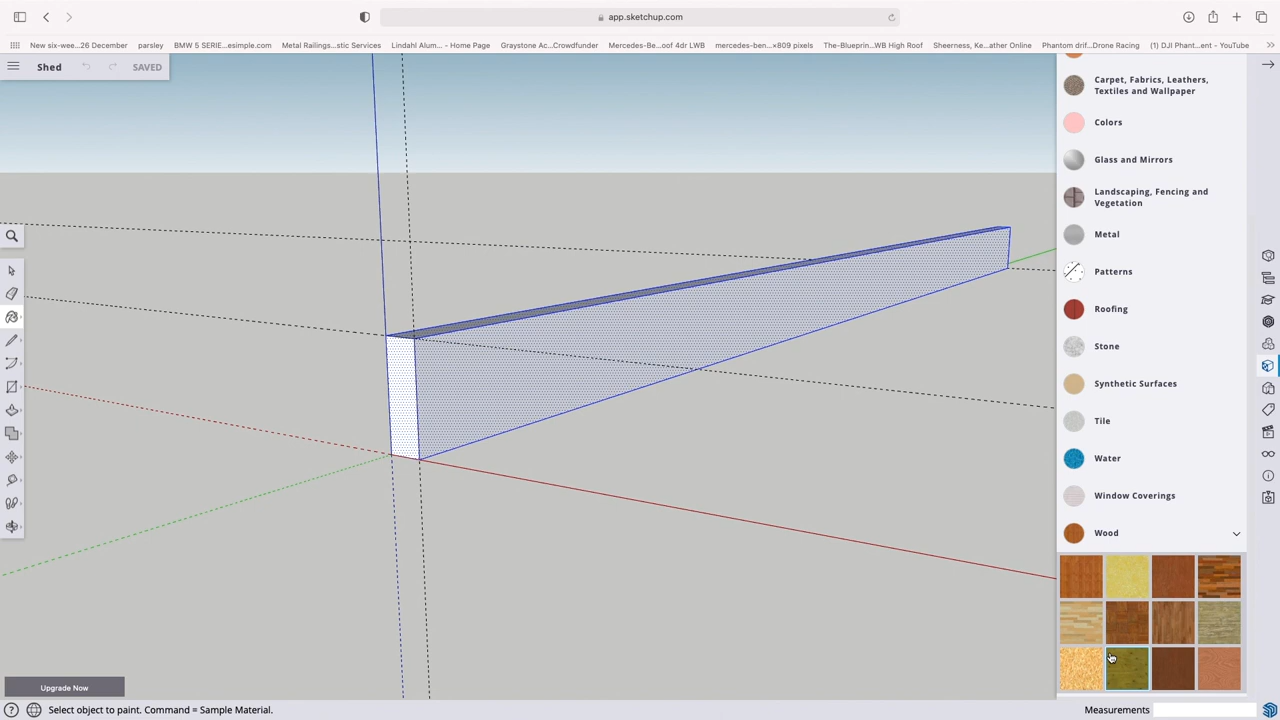 app.sketchup.com
New six-wee...26 December
parsley
BMW 5 SERIE...esimple.com
Metal Railings...stic Services
Lindahl Alum... - Home Page
Graystone Ac...Crowdfunder
Mercedes-Be...oof 4dr LWB
mercedes-ben...×809 pixels
The-Blueprin...WB High Roof
Sheerness, Ke...ather Online
Phantom drif...Drone Racing
(1) DJI Phant...ent - YouTube
Shed
SAVED
Carpet, Fabrics, Leathers,
Textiles and Wallpaper
Colors
Glass and Mirrors
Landscaping, Fencing and
Vegetation
Metal
Patterns
Roofing
Stone
Synthetic Surfaces
Tile
Water
Window Coverings
Wood
Upgrade Now
Select object to paint. Command = Sample Material.
Measurements